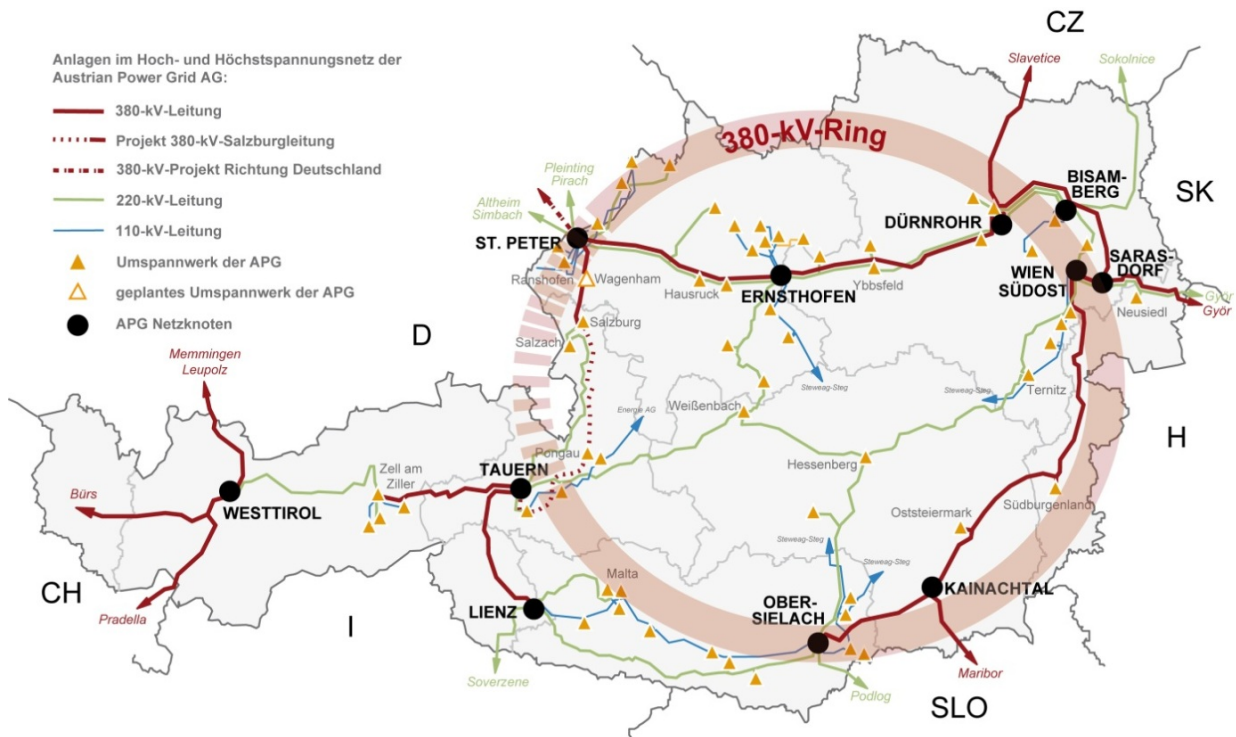 CZ
Slavetice
Sokolnice
Anlagen im Hoch- und Höchstspannungsnetz der
Austrian Power Grid AG:
380-kV-Leitung
Projekt 380-kV-Salzburgleitung
380-kV-Projekt Richtung Deutschland
220-kV-Leitung
110-kV-Leitung
Umspannwerk der APG
geplantes Umspannwerk der APG
APG Netzknoten
380-kV-Ring
Pleinting
Pirach
Altheim
Simbach
BISAM-
BERG
SK
DÜRNROHR
ST. PETER
SARAS-
DORF
WIEN
SÜDOST
Ranshofen
Wagenham
Hausruck
ERNSTHOFEN
Ybbsfeld
Györ
Györ
Neusiedl
D
Salzburg
Salzach
Memmingen
Leupolz
Steweag-Steg
Steweag-Steg
Ternitz
Energie AG
Weißenbach
H
Pongau
Hessenberg
Zell am
Ziller
TAUERN
Bürs
WESTTIROL
Südburgenland
Oststeiermark
Steweag-Steg
Steweag-Steg
CH
Malta
KAINACHTAL
Pradella
I
LIENZ
OBER-
SIELACH
Maribor
Soverzene
Podlog
SLO